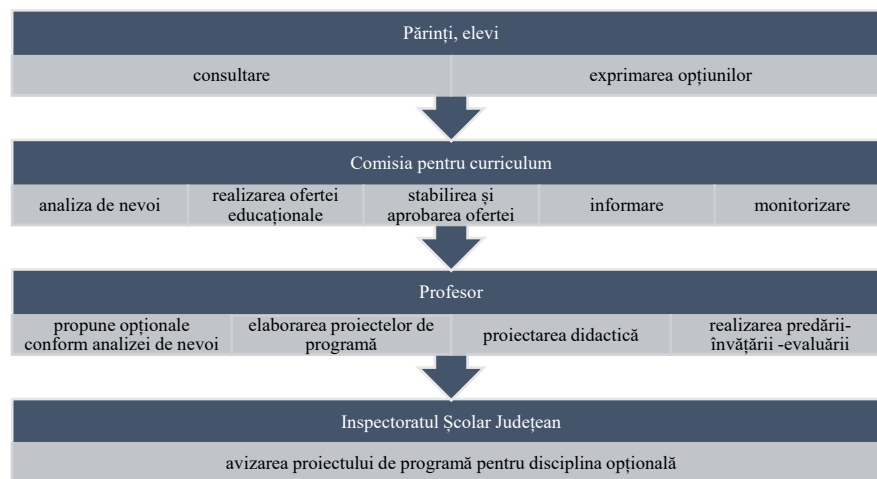 Părinți, elevi
consultare
exprimarea opțiunilor
Comisia pentru curriculum
analiza de nevoi
realizarea ofertei
educaționale
stabilirea și
aprobarea ofertei
informare
monitorizare
Profesor
propune opționale
conform analizei de nevoi
elaborarea proiectelor de
programă
proiectarea didactică
realizarea predării-
învățării -evaluării
Inspectoratul Școlar Județean
avizarea proiectului de programă pentru disciplina opțională